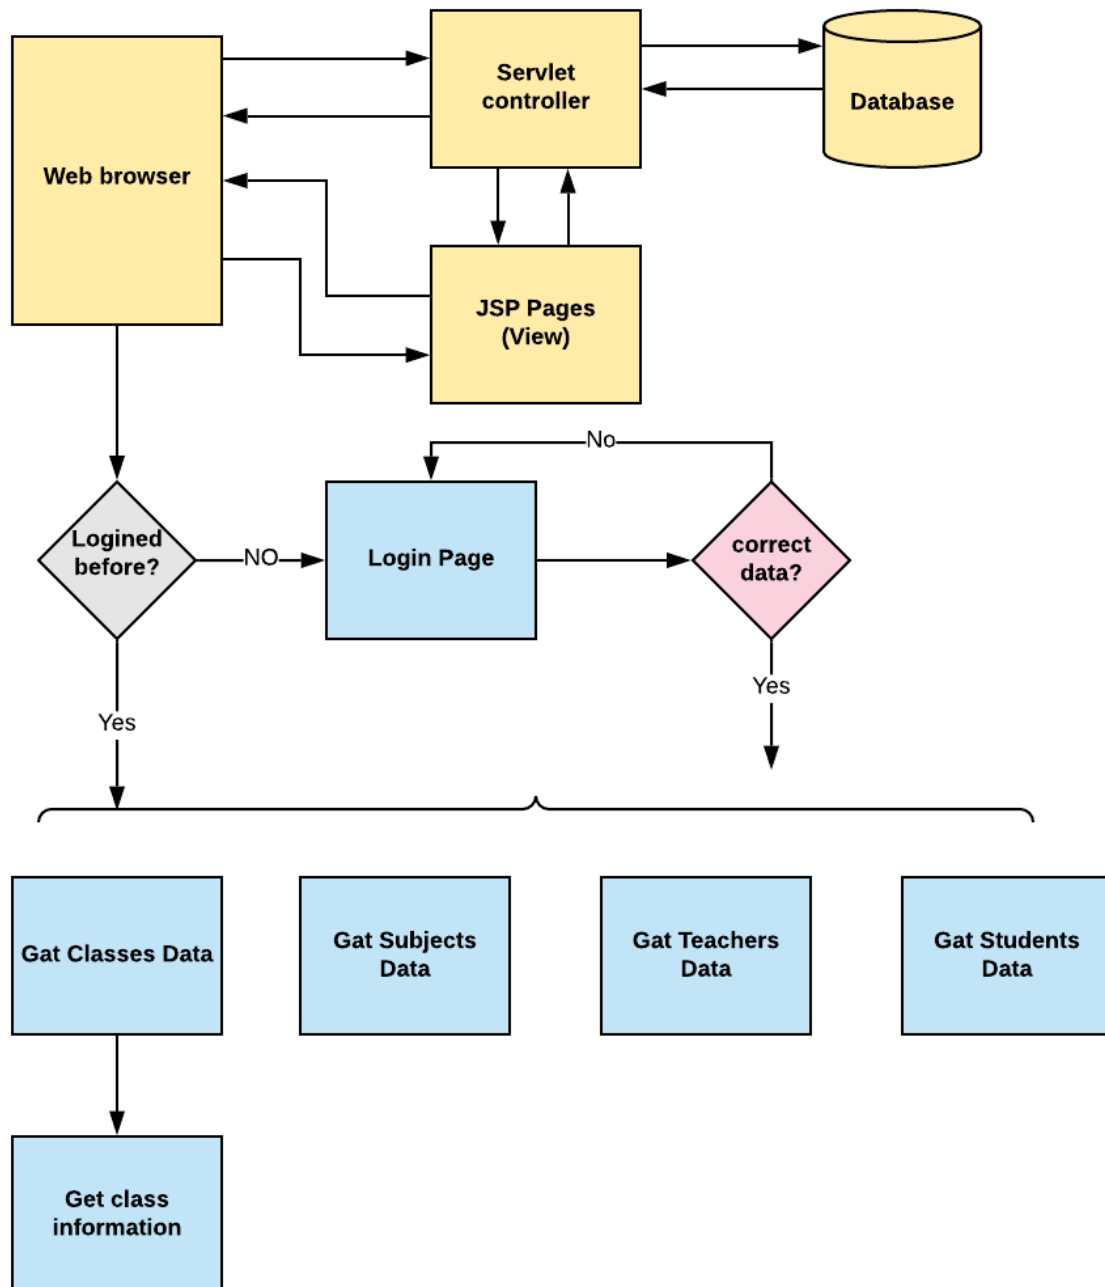 Servlet
controller
Database
Web browser
JSP Pages
(View)
No
Logined
before?
NO
Login Page
correct
data?
Yes
Yes
Gat Classes Data
Gat Subjects
Data
Gat Teachers
Data
Gat Students
Data
Get class
information